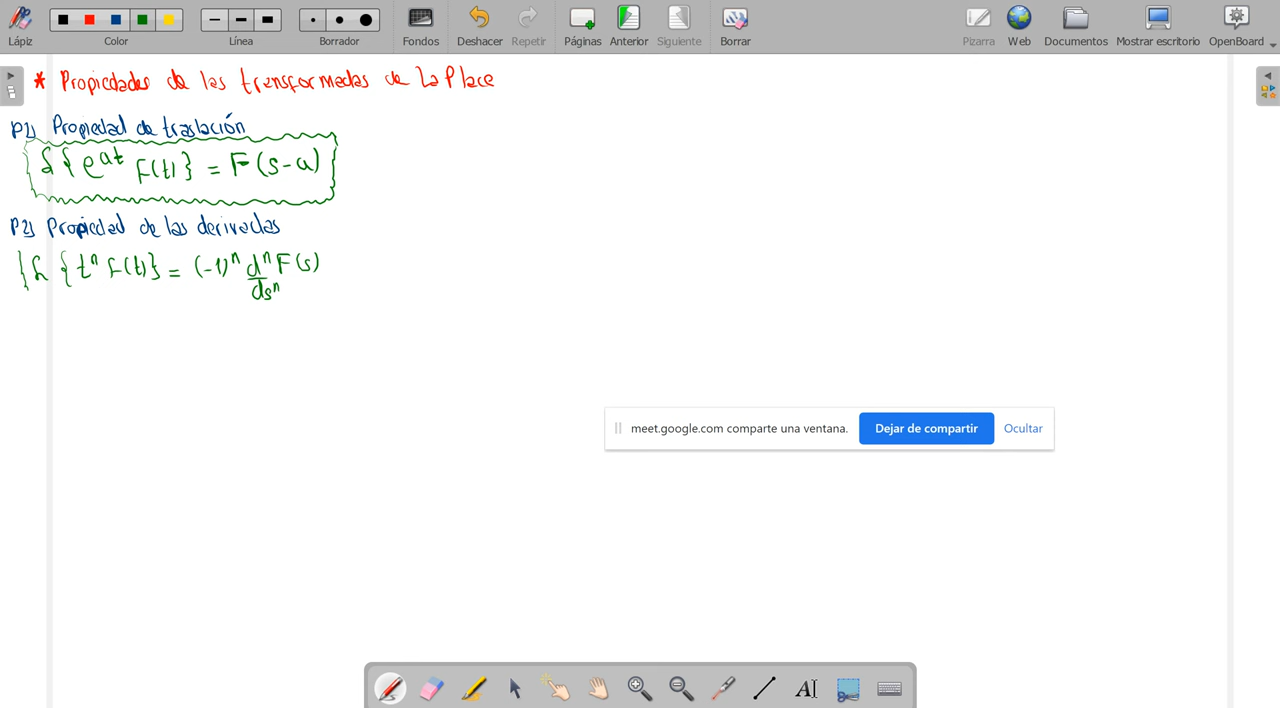 Lápiz Color Línea Borrador Fondos Deshacer Repetir Páginas Anterior Siguiente Borrar Pizarra Web Documentos Mostrar escritorio OpenBoard
* Propiedades de las transformadas de LaPlace
P1) Propiedad de traslación
ℒ{e^{at} F(t)} = F(s-a)
P2) Propiedad de las derivadas
ℒ{t^n F(t)} = (-1)^n d^n/ds^n F(s)
meet.google.com comparte una ventana. Dejar de compartir Ocultar
AI